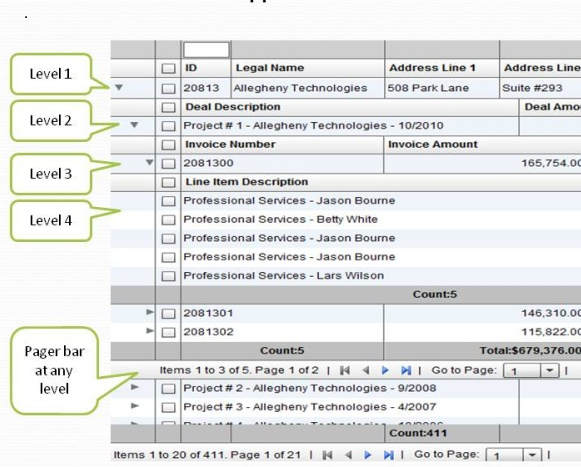 ID Legal Name Address Line 1 Address Line
Level 1
20813 Allegheny Technologies 508 Park Lane Suite #293
Deal Description Deal Amou
Level 2
Project # 1 - Allegheny Technologies - 10/2010
Invoice Number Invoice Amount
Level 3
2081300 165,754.00
Line Item Description
Professional Services - Jason Bourne
Level 4
Professional Services - Betty White
Professional Services - Jason Bourne
Professional Services - Jason Bourne
Professional Services - Lars Wilson
Count:5
2081301 146,310.00
2081302 115,822.00
Pager bar
at any
level
Count:5 Total:$679,376.00
Items 1 to 3 of 5. Page 1 of 2 | | Go to Page: 1 |
Project # 2 - Allegheny Technologies - 9/2008
Project # 3 - Allegheny Technologies - 4/2007
Count:411
Items 1 to 20 of 411. Page 1 of 21 | | Go to Page: 1 |